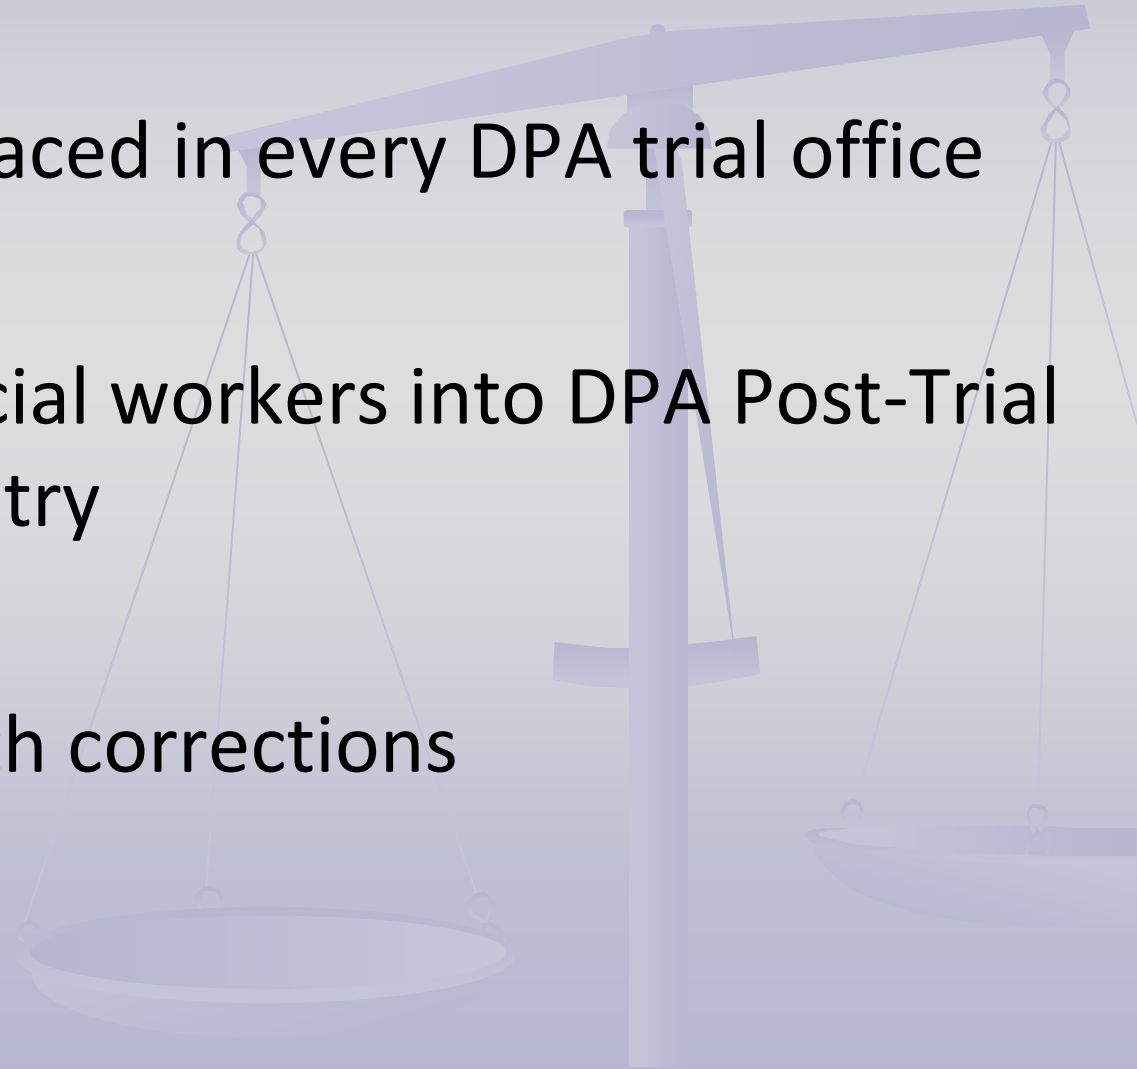 aced in every DPA trial office
cial workers into DPA Post-Trial
try
h corrections